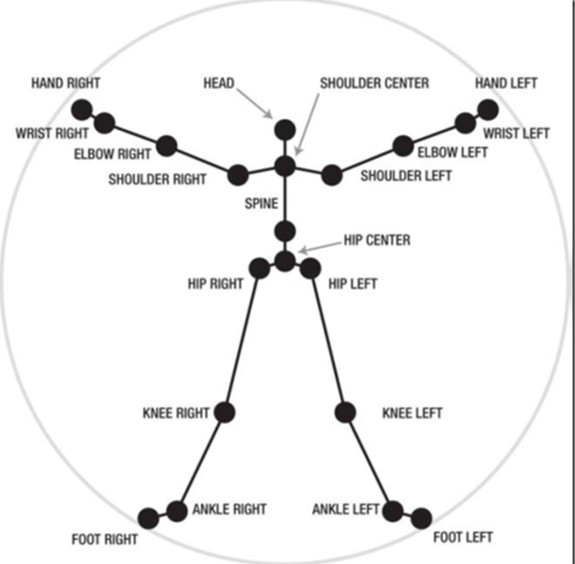 HAND RIGHT
HEAD
SHOULDER CENTER
HAND LEFT
WRIST RIGHT
WRIST LEFT
ELBOW RIGHT
ELBOW LEFT
SHOULDER RIGHT
SHOULDER LEFT
SPINE
HIP CENTER
HIP RIGHT
HIP LEFT
KNEE RIGHT
KNEE LEFT
ANKLE RIGHT
ANKLE LEFT
FOOT RIGHT
FOOT LEFT